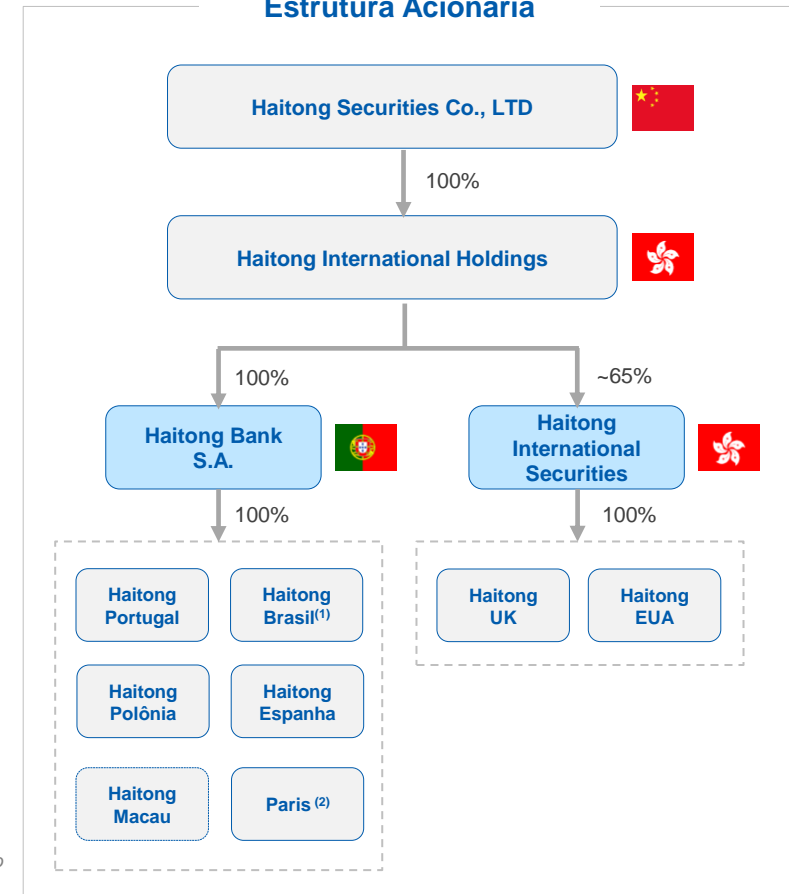 Estrutura Acionária
Haitong Securities Co., LTD
100%
Haitong International Holdings
100%
~65%
Haitong Bank
S.A.
Haitong
International
Securities
100%
100%
Haitong
Portugal
Haitong
Brasil(1)
Haitong
UK
Haitong
EUA
Haitong
Polônia
Haitong
Espanha
Haitong
Macau
Paris (2)